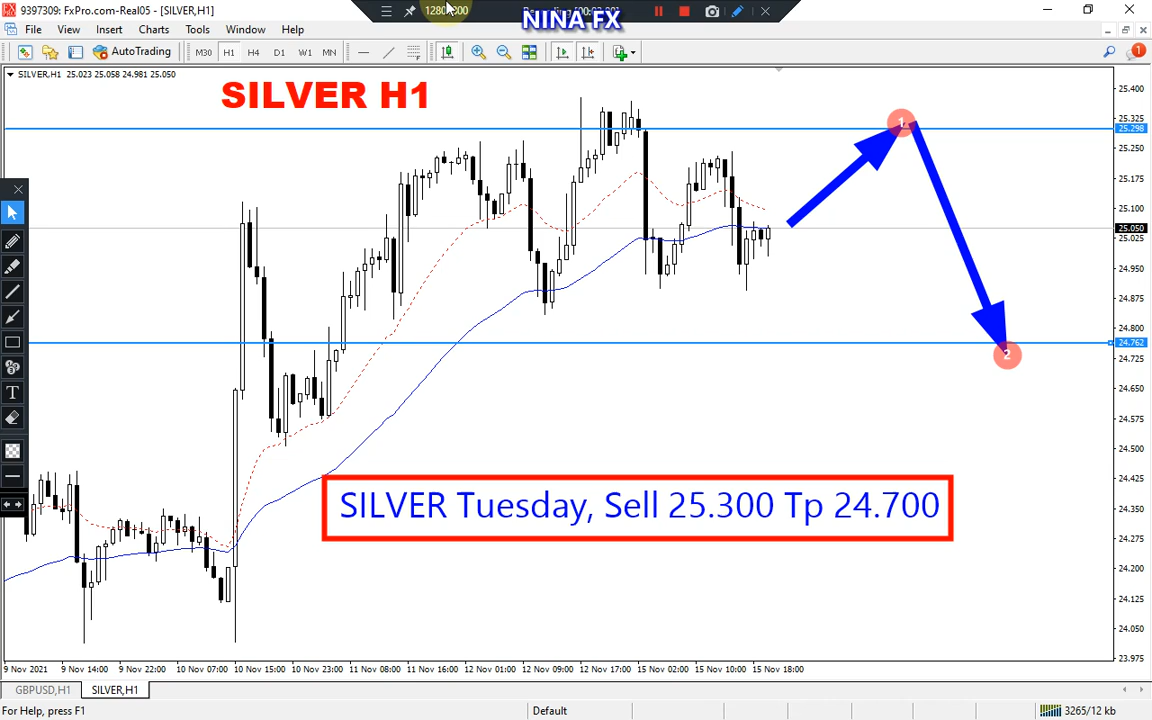 9397309: FxPro.com-Real05 - [SILVER,H1]
NINA FX
File View Insert Charts Tools Window Help
AutoTrading M30 H1 H4 D1 W1 MN
1
SILVER,H1 25.023 25.058 24.981 25.050
SILVER H1
25.400
25.325
25.298
25.250
25.175
25.100
25.050
25.025
24.950
24.875
24.800
24.762
24.725
24.650
24.575
24.500
24.425
24.350
24.275
24.200
24.125
24.050
23.975
1
2
T
SILVER Tuesday, Sell 25.300 Tp 24.700
9 Nov 2021 9 Nov 14:00 9 Nov 22:00 10 Nov 07:00 10 Nov 15:00 10 Nov 23:00 11 Nov 08:00 11 Nov 16:00 12 Nov 01:00 12 Nov 09:00 12 Nov 17:00 15 Nov 02:00 15 Nov 10:00 15 Nov 18:00
GBPUSD,H1 SILVER,H1
For Help, press F1 Default 3265/12 kb